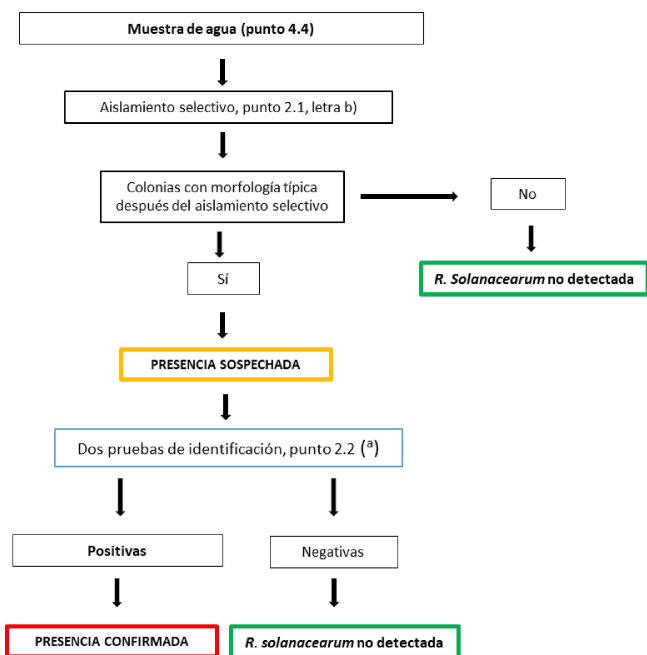 Muestra de agua (punto 4.4)
Aislamiento selectivo, punto 2.1, letra b)
Colonias con morfología típica
después del aislamiento selectivo
No
Sí
R. Solanacearum no detectada
PRESENCIA SOSPECHADA
Dos pruebas de identificación, punto 2.2 (a)
Positivas
Negativas
PRESENCIA CONFIRMADA
R. solanacearum no detectada